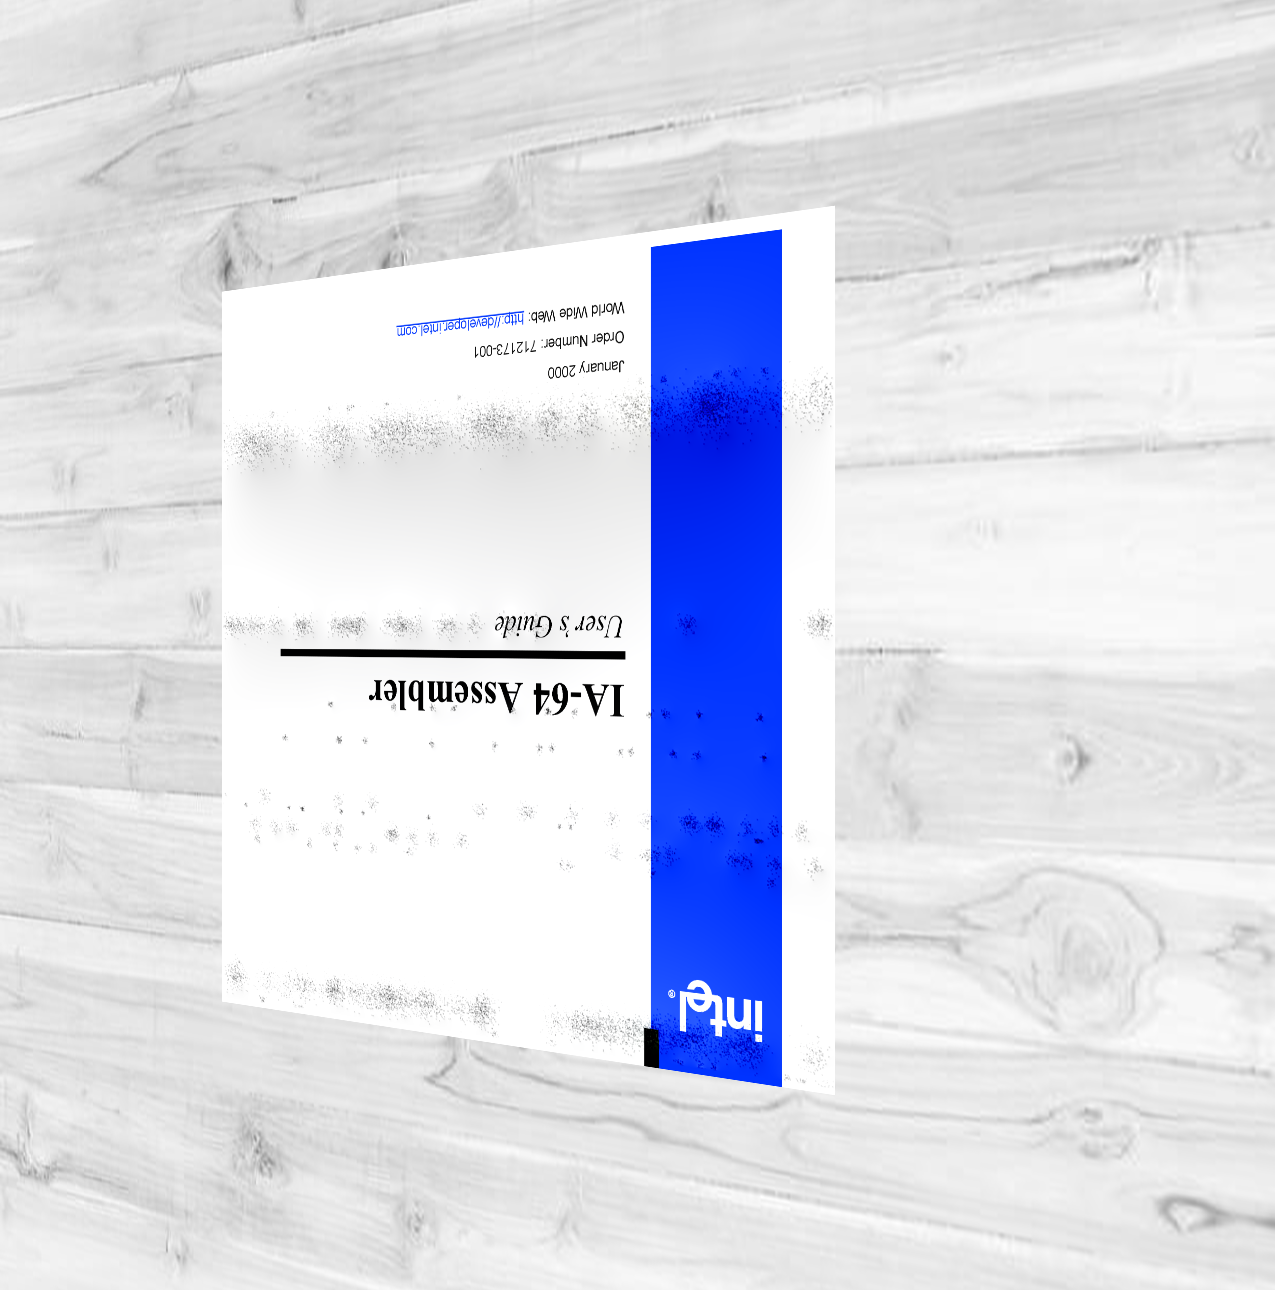 intel®
IA-64 Assembler
User's Guide
January 2000
Order Number: 712173-001
World Wide Web: http://developer.intel.com